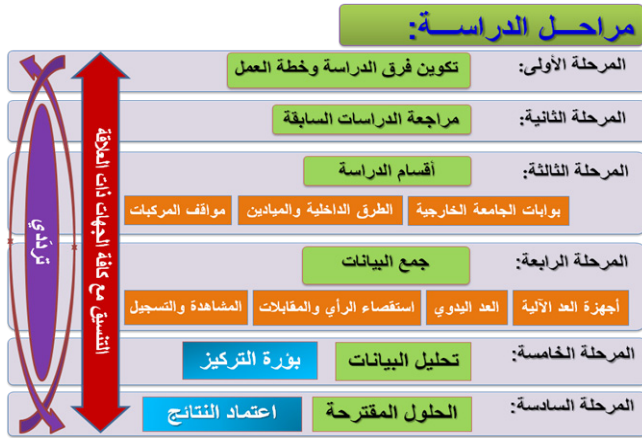 مراحـــل الدراســـة:
المرحلة الأولى: تكوين فرق الدراسة وخطة العمل
المرحلة الثانية: مراجعة الدراسات السابقة
المرحلة الثالثة: أقسام الدراسة
بوابات الجامعة الخارجية
الطرق الداخلية والميادين
مواقف المركبات
المرحلة الرابعة: جمع البيانات
أجهزة العد الآلية
العد اليدوي
استقصاء الرأي والمقابلات
المشاهدة والتسجيل
المرحلة الخامسة: تحليل البيانات
بؤرة التركيز
المرحلة السادسة: الحلول المقترحة
اعتماد النتائج
التنسيق مع كافة الجهات ذات العلاقة
ترددي